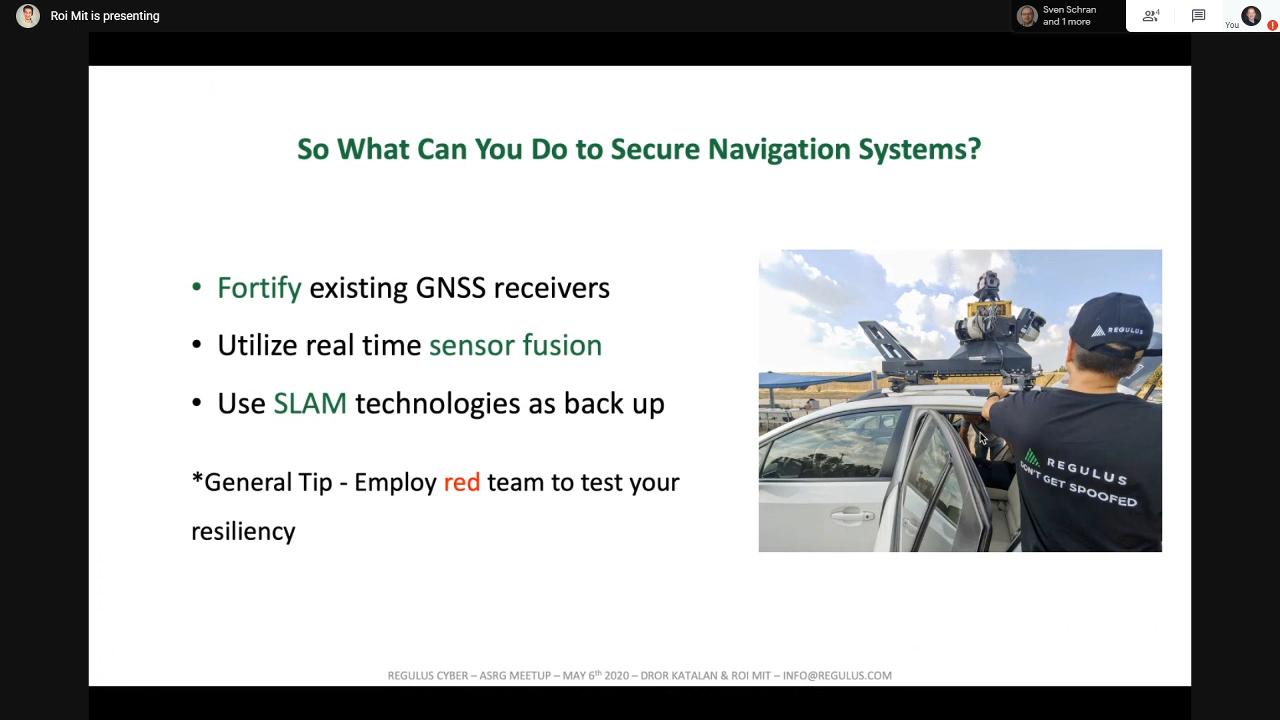 Roi Mit is presenting
Sven Schran
and 1 more
4
You
So What Can You Do to Secure Navigation Systems?
• Fortify existing GNSS receivers
• Utilize real time sensor fusion
• Use SLAM technologies as back up
*General Tip - Employ red team to test your
resiliency
REGULUS
REGULUS
DON'T GET SPOOFED
REGULUS CYBER – ASRG MEETUP – MAY 6th 2020 – DROR KATALAN & ROI MIT – INFO@REGULUS.COM